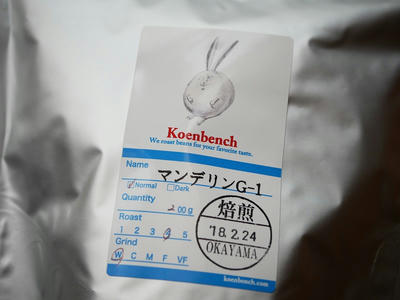 Koenbench
We roast beans for your favorite taste.
Name マンデリンG-1
Normal Dark
Quantity 200g
焙煎
Roast
'18.2.24
1 2 3 4 5
OKAYAMA
Grind
W C M F VF
koenbench.com